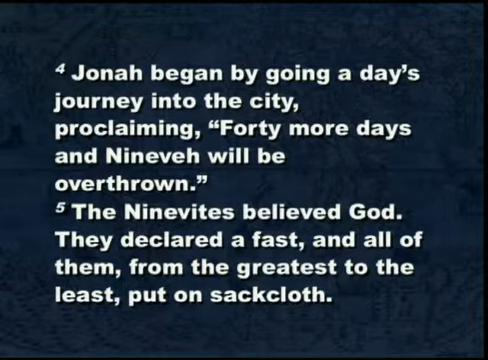 4 Jonah began by going a day’s
journey into the city,
proclaiming, “Forty more days
and Nineveh will be
overthrown.”
5 The Ninevites believed God.
They declared a fast, and all of
them, from the greatest to the
least, put on sackcloth.